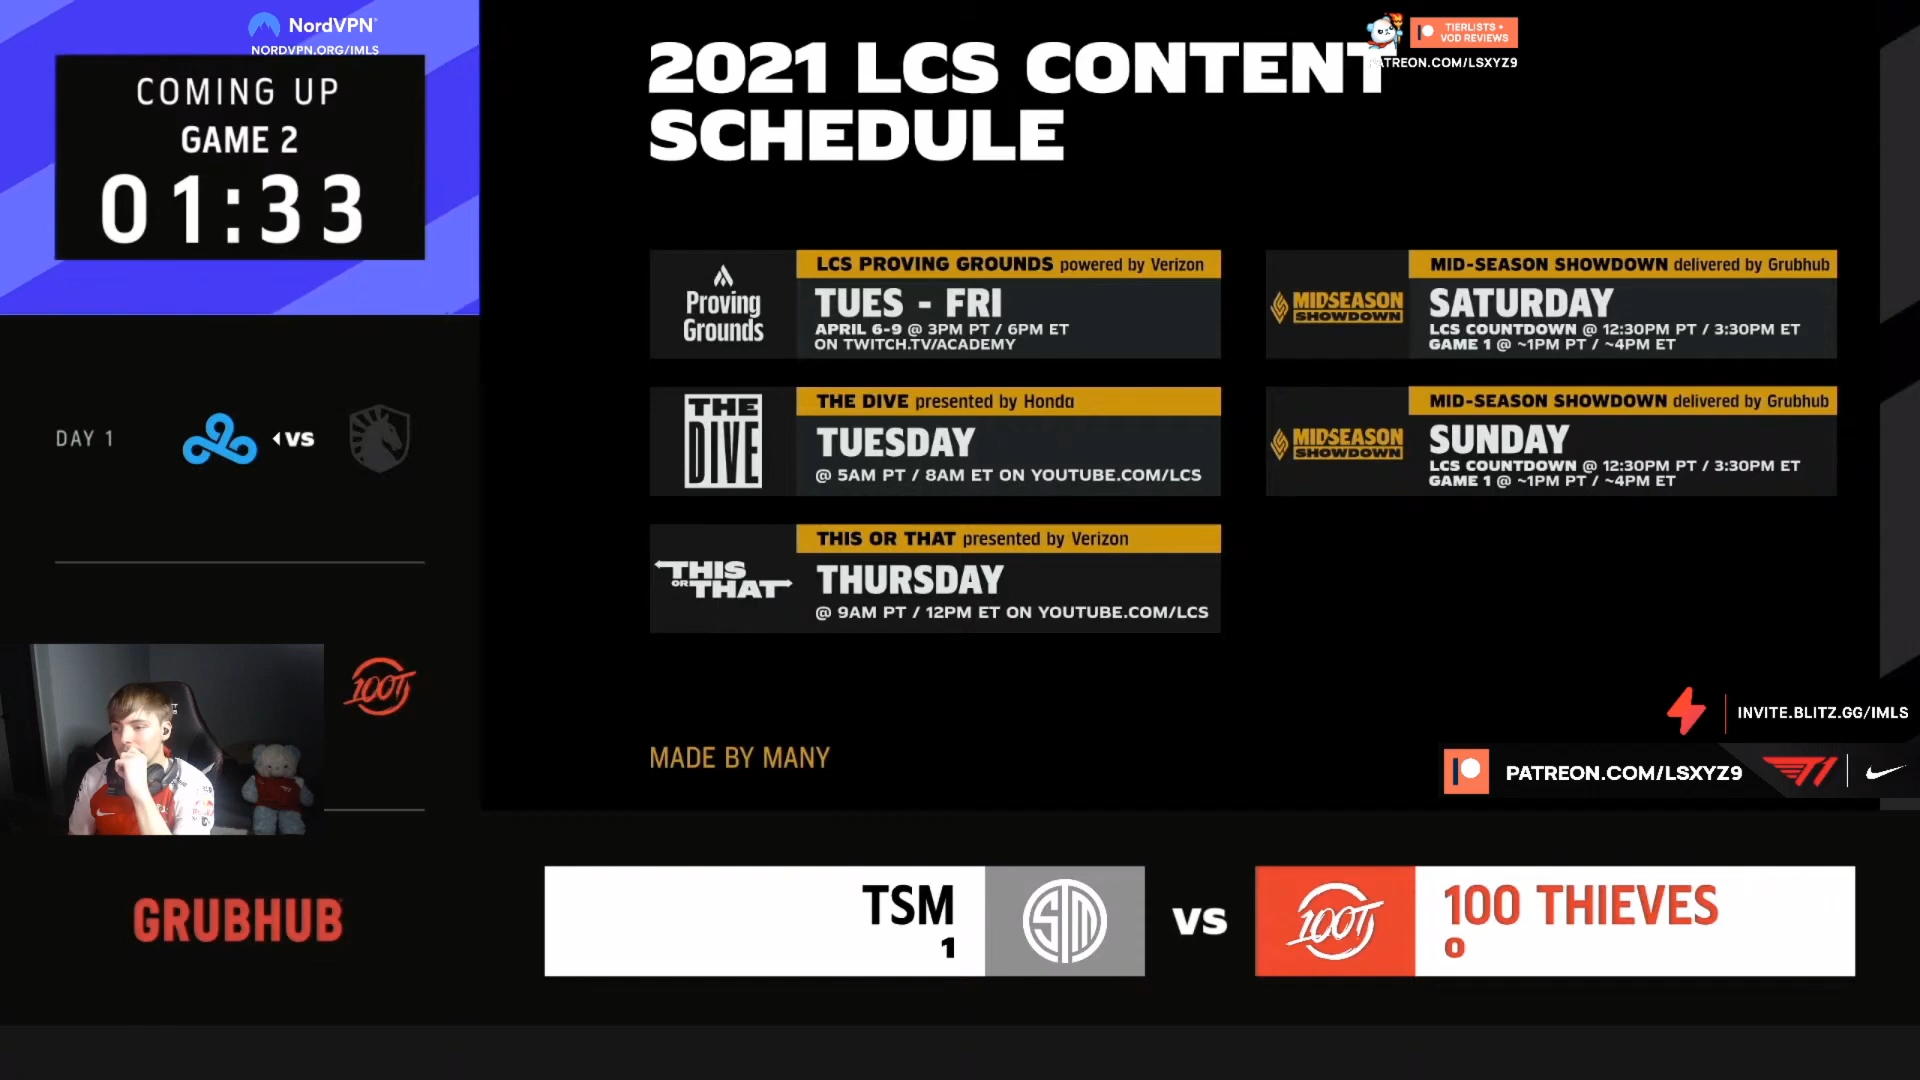 NordVPN
NORDVPN.ORG/IMLS
COMING UP
GAME 2
01:33
DAY 1
VS
100T
GRUBHUB
2021 LCS CONTENT
SCHEDULE
TIERLISTS +
VOD REVIEWS
PATREON.COM/LSXYZ9
Proving
Grounds
LCS PROVING GROUNDS powered by Verizon
TUES - FRI
APRIL 6-9 @ 3PM PT / 6PM ET
ON TWITCH.TV/ACADEMY
THE
DIVE
THE DIVE presented by Honda
TUESDAY
@ 5AM PT / 8AM ET ON YOUTUBE.COM/LCS
THIS
OR THAT
THIS OR THAT presented by Verizon
THURSDAY
@ 9AM PT / 12PM ET ON YOUTUBE.COM/LCS
MIDSEASON
SHOWDOWN
MID-SEASON SHOWDOWN delivered by Grubhub
SATURDAY
LCS COUNTDOWN @ 12:30PM PT / 3:30PM ET
GAME 1 @ ~1PM PT / ~4PM ET
MIDSEASON
SHOWDOWN
MID-SEASON SHOWDOWN delivered by Grubhub
SUNDAY
LCS COUNTDOWN @ 12:30PM PT / 3:30PM ET
GAME 1 @ ~1PM PT / ~4PM ET
MADE BY MANY
INVITE.BLITZ.GG/IMLS
PATREON.COM/LSXYZ9
T1
TSM
1
TSM
VS
100T
100 THIEVES
0